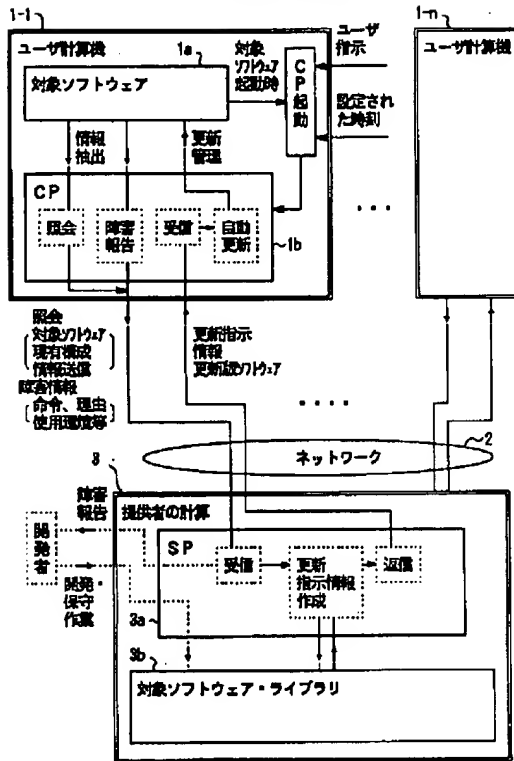 1-1
1-n
ユーザ計算機
ユーザ計算機
1a
対象
ソフトウェア
起動時
ユーザ
指示
対象ソフトウェア
CP起動
設定され
た時刻
情報
抽出
更新
管理
CP
照会
障害
報告
受信
自動
更新
1b
・・・・
照会
対象ソフトウェア
現有構成
情報送信
障害情報
命令、理由
使用環境等
更新指示
情報
更新版ソフトウェア
・・・・
2
ネットワーク
3
障害
報告
提供者の計算
開発者
SP
受信
更新
指示情報
作成
返信
開発・
保守
作業
3a
3b
対象ソフトウェア・ライブラリ